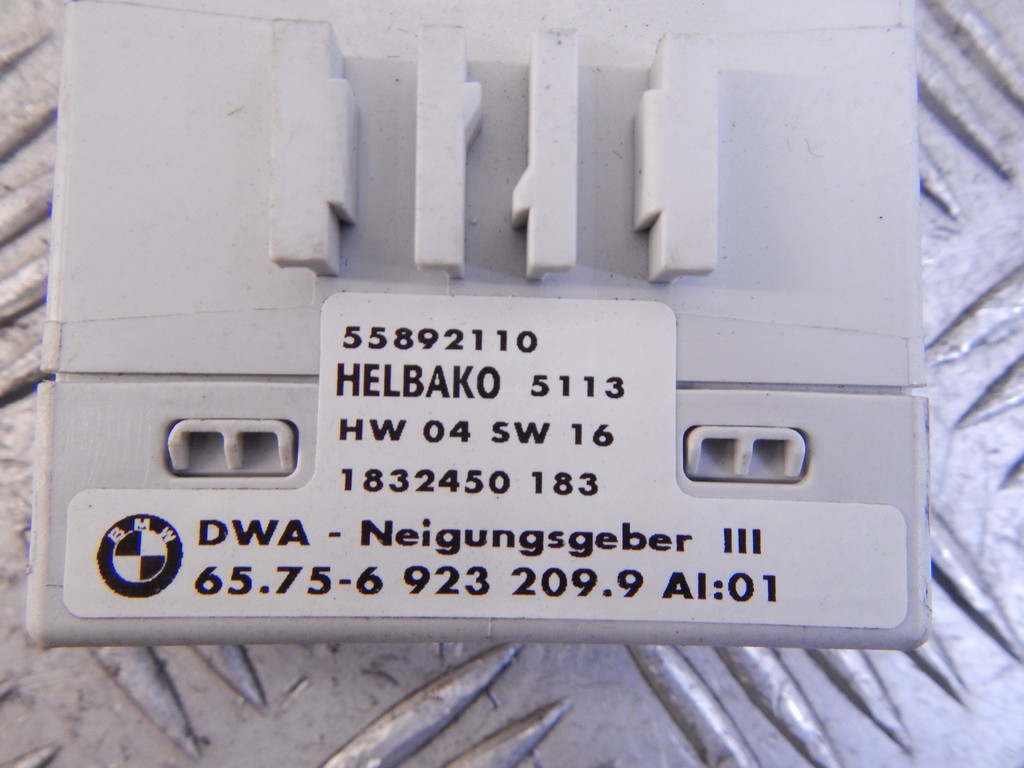 55892110
HELBAKO 5113
HW 04 SW 16
1832450 183
BMW
DWA - Neigungsgeber III
65.75-6 923 209.9 AI:01